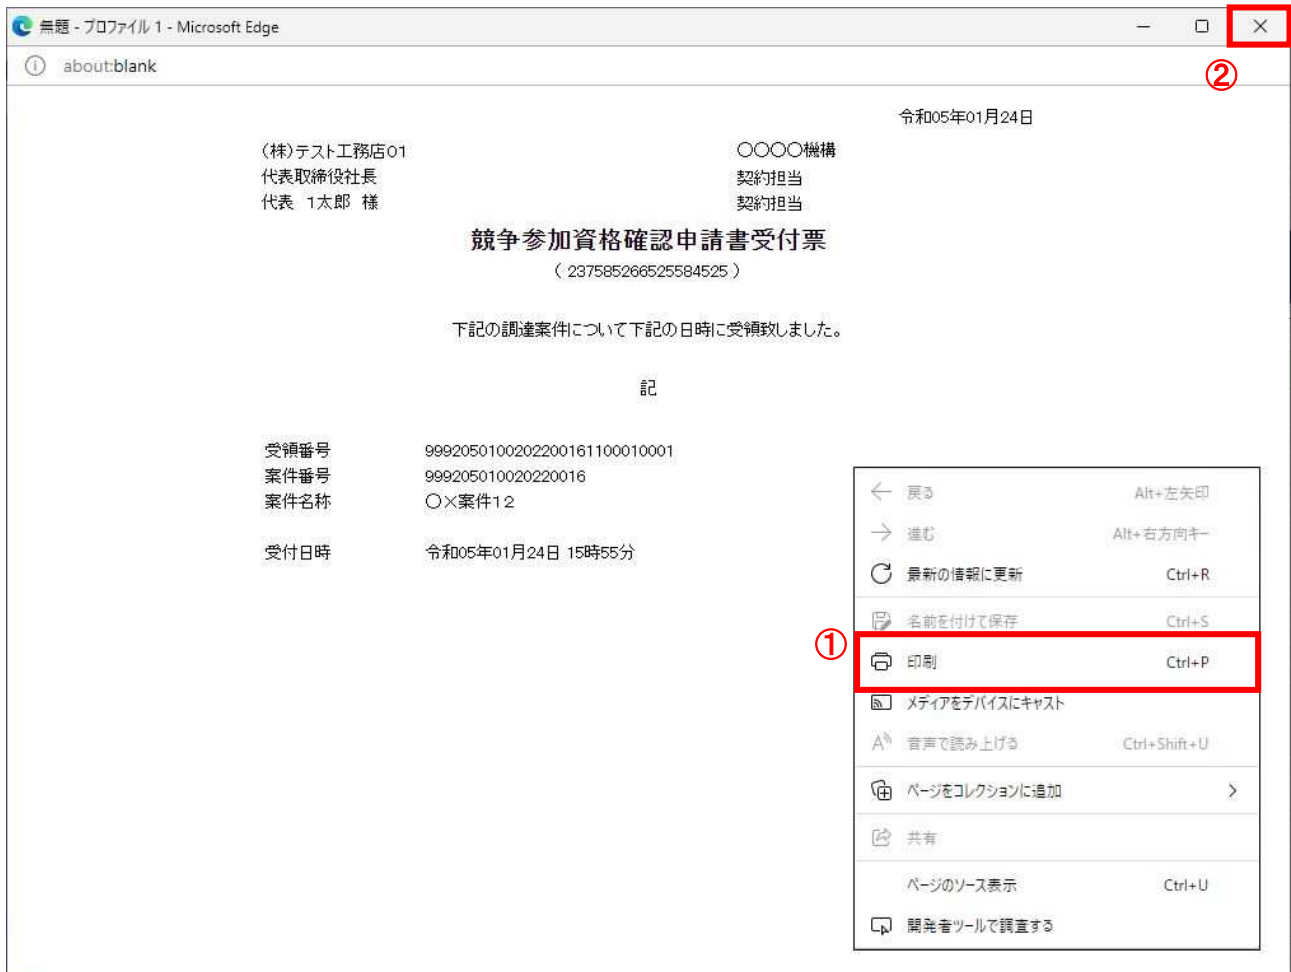 無題 - プロファイル 1 - Microsoft Edge
about:blank
②
令和05年01月24日
(株)テスト工務店01
代表取締役社長
代表 1太郎 様
〇〇〇〇機構
契約担当
契約担当
競争参加資格確認申請書受付票
( 237585266525584525 )
下記の調達案件について下記の日時に受領致しました。
記
受領番号 99920501002022001611​00010001
案件番号 999205010020220016
案件名称 〇×案件12
受付日時 令和05年01月24日 15時55分
戻る Alt+左矢印
進む Alt+右方向キー
最新の情報に更新 Ctrl+R
名前を付けて保存 Ctrl+S
①
印刷 Ctrl+P
メディアをデバイスにキャスト
音声で読み上げる Ctrl+Shift+U
ページをコレクションに追加
共有
ページのソース表示 Ctrl+U
開発者ツールで調査する